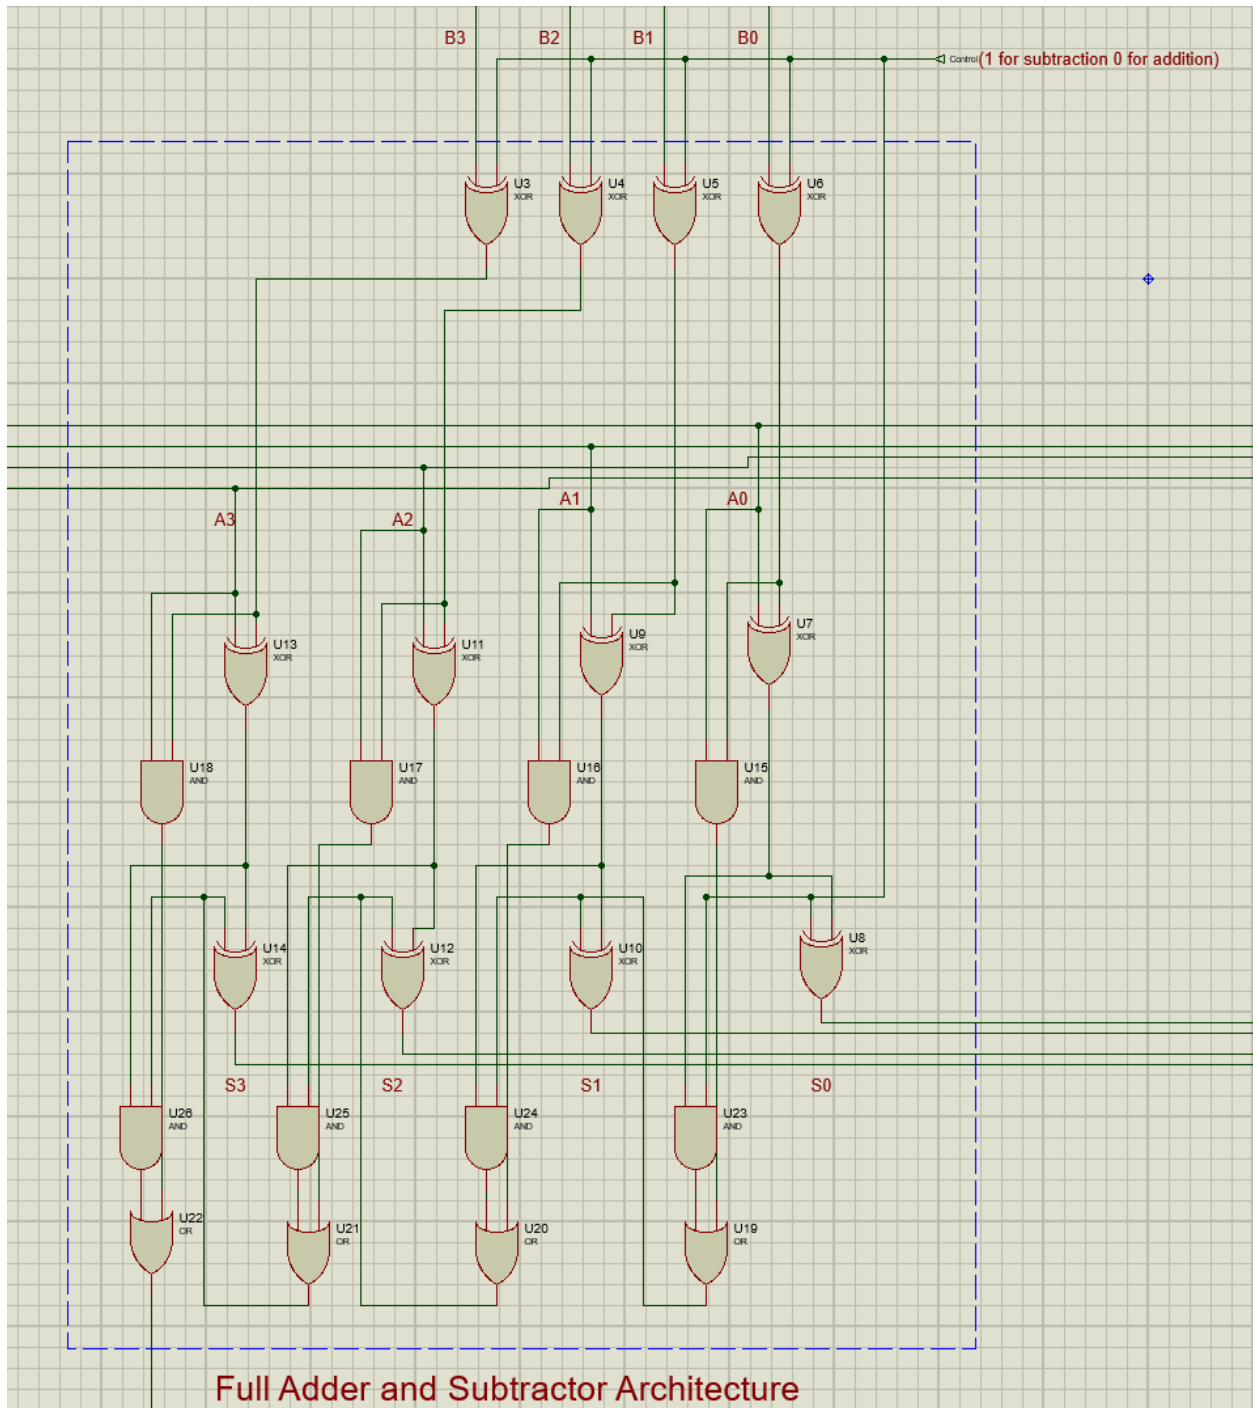 B3 B2 B1 B0
Control (1 for subtraction 0 for addition)
U3 U4 U5 U6
XOR XOR XOR XOR
A3 A2 A1 A0
U13 U11 U9 U7
XOR XOR XOR XOR
U18 U17 U16 U15
AND AND AND AND
U14 U12 U10 U8
XOR XOR XOR XOR
S3 S2 S1 S0
U26 U25 U24 U23
AND AND AND AND
U22 U21 U20 U19
OR OR OR OR
Full Adder and Subtractor Architecture